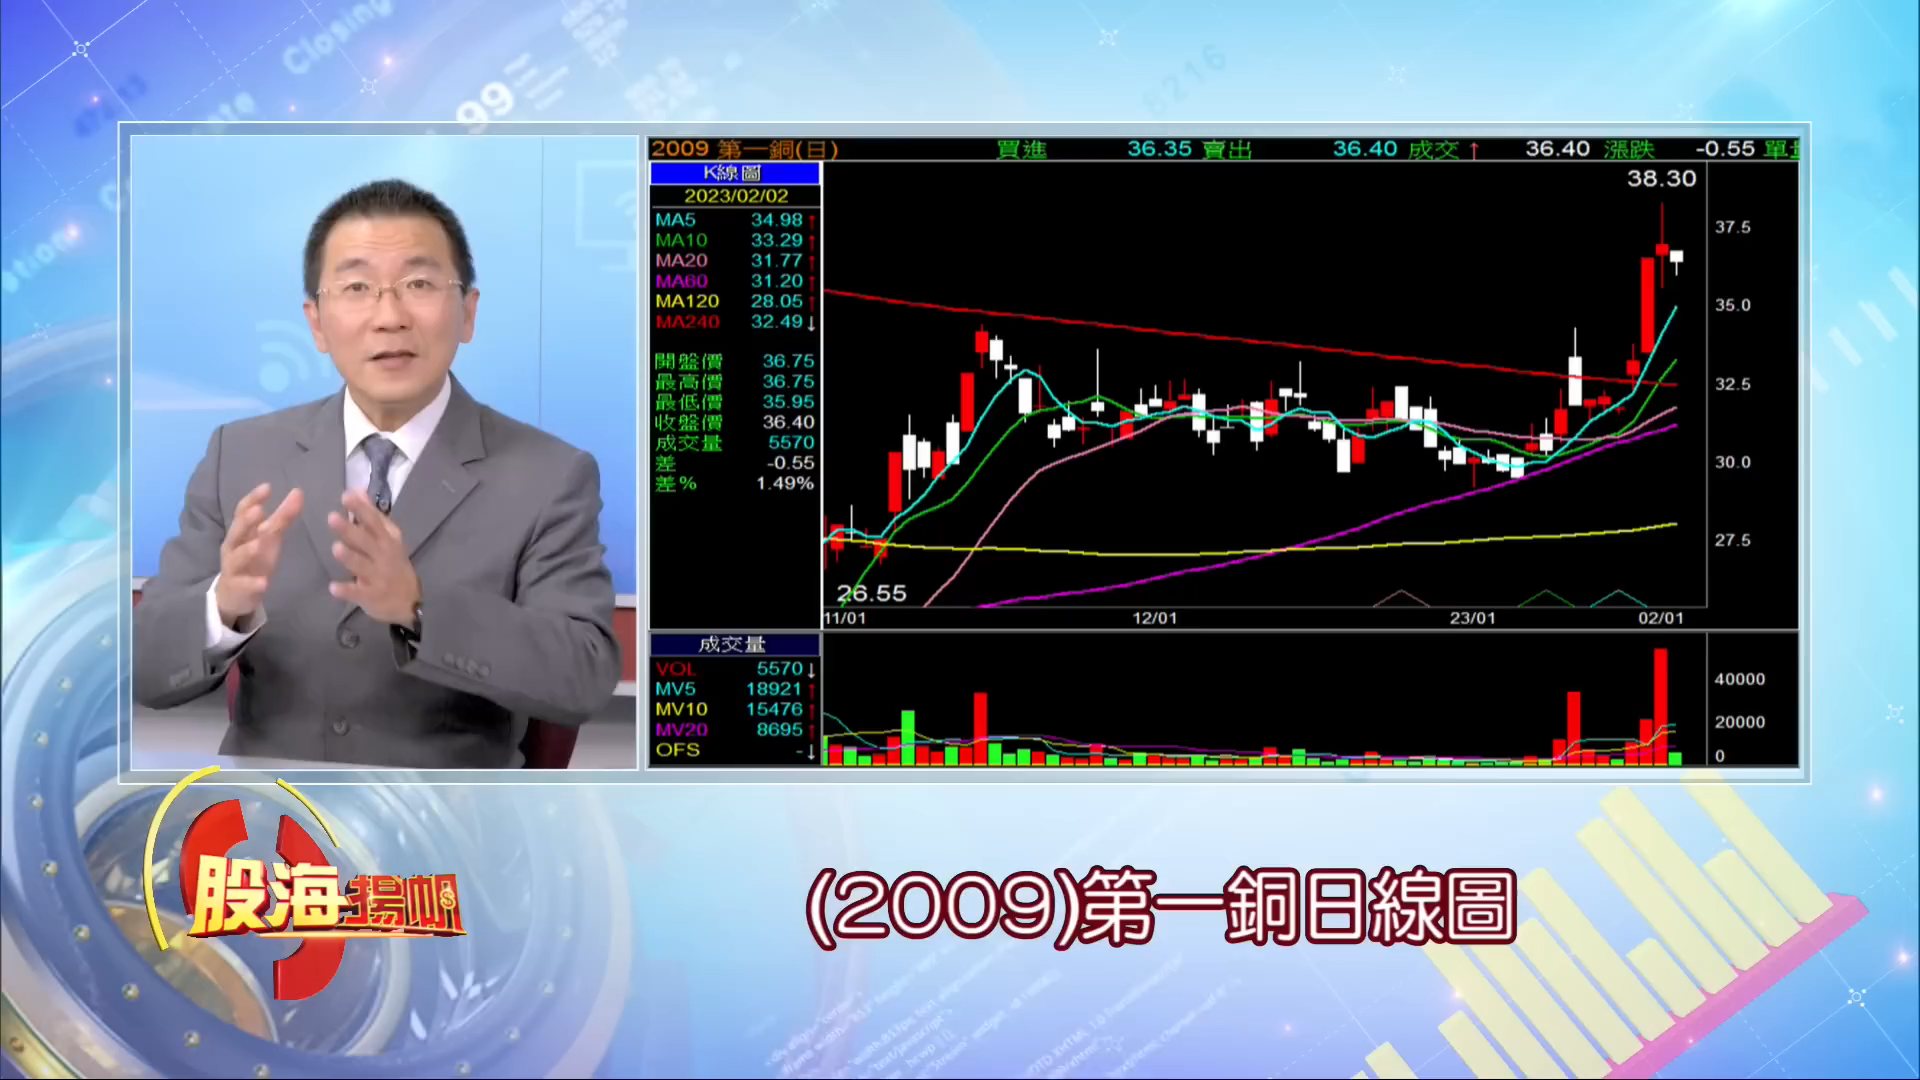 Closing
99
8216
2009 第一銅(日) 買進 36.35 賣出 36.40 成交↑ 36.40 漲跌 -0.55
K線圖
2023/02/02
MA5 34.98↑
MA10 33.29↑
MA20 31.77↑
MA60 31.20↑
MA120 28.05↑
MA240 32.49↓
開盤價 36.75
最高價 36.75
最低價 35.95
收盤價 36.40
成交量 5570
差 -0.55
差% 1.49%
38.30
37.5
35.0
32.5
30.0
27.5
26.55
11/01 12/01 23/01 02/01
成交量
VOL 5570↓
MV5 18921↑
MV10 15476↑
MV20 8695↑
OFS -↓
40000
20000
0
股海揚帆
(2009)第一銅日線圖